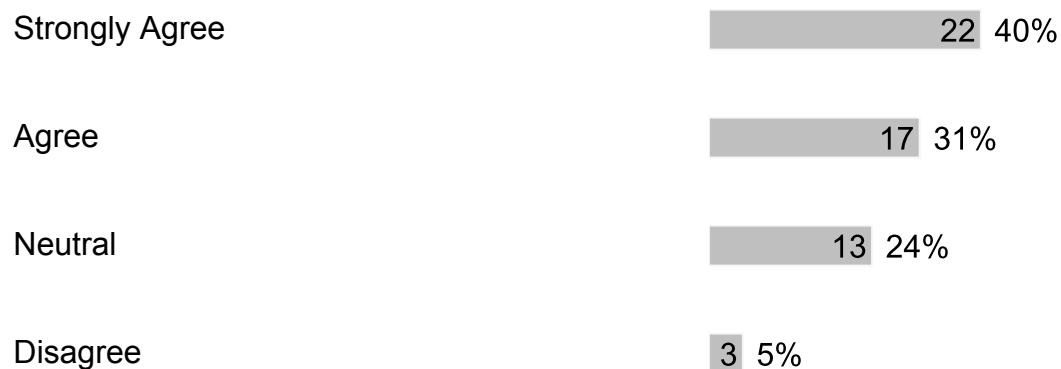 Strongly Agree 22 40%
Agree 17 31%
Neutral 13 24%
Disagree 3 5%